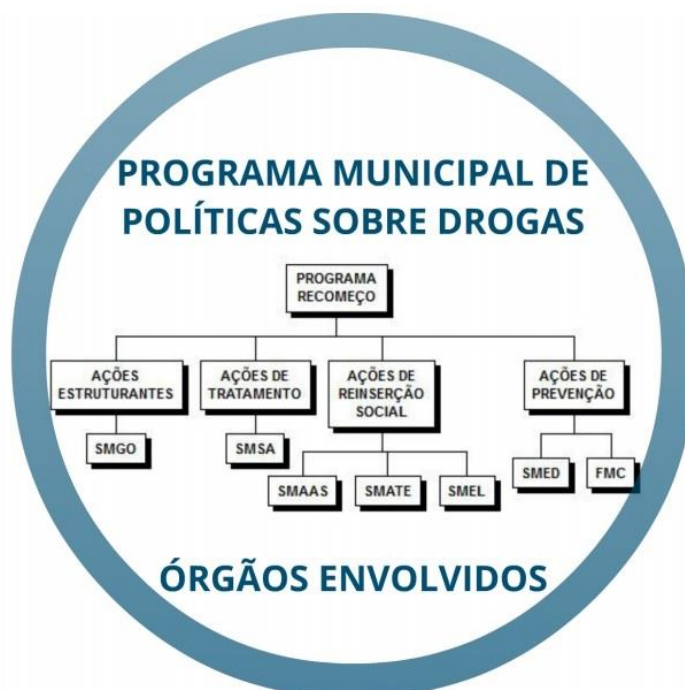 PROGRAMA MUNICIPAL DE
POLÍTICAS SOBRE DROGAS
PROGRAMA
RECOMEÇO
AÇÕES
ESTRUTURANTES
AÇÕES DE
TRATAMENTO
AÇÕES DE
REINSERÇÃO
SOCIAL
AÇÕES DE
PREVENÇÃO
SMGO
SMSA
SMAAS
SMATE
SMEL
SMED
FMC
ÓRGÃOS ENVOLVIDOS